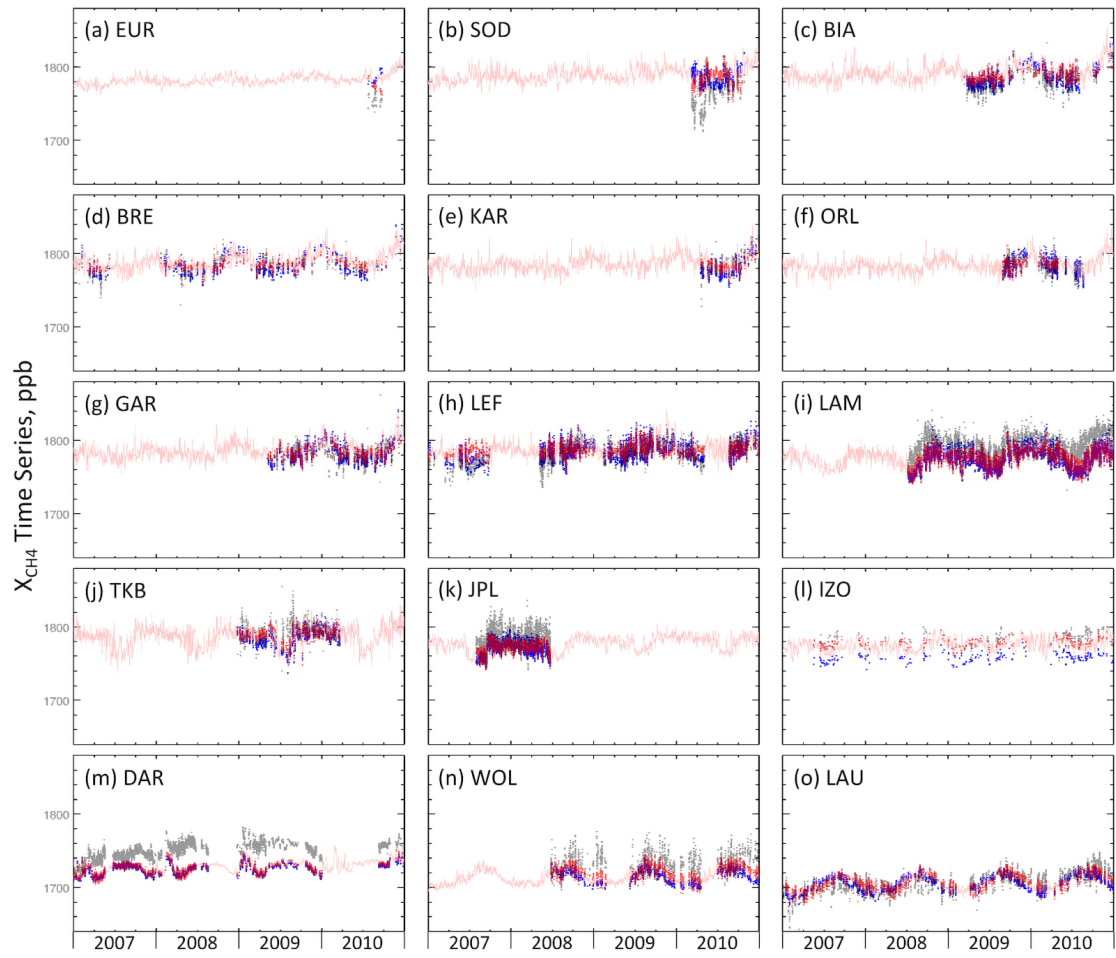 (a) EUR
(b) SOD
(c) BIA
1800
1700
(d) BRE
(e) KAR
(f) ORL
1800
1700
X_CH4 Time Series, ppb
(g) GAR
(h) LEF
(i) LAM
1800
1700
(j) TKB
(k) JPL
(l) IZO
1800
1700
(m) DAR
(n) WOL
(o) LAU
1800
1700
2007 2008 2009 2010 2007 2008 2009 2010 2007 2008 2009 2010